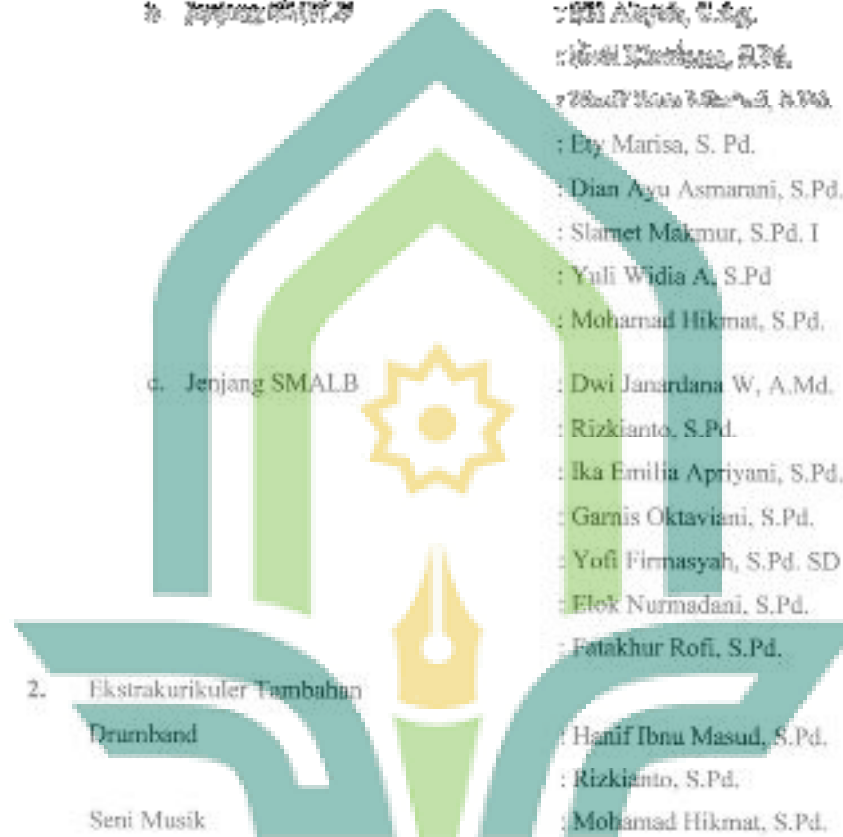 : Ety Marisa, S. Pd.
: Dian Ayu Asmarani, S.Pd.
: Slamet Makmur, S.Pd. I
: Yuli Widia A, S.Pd
: Mohamad Hikmat, S.Pd.
c. Jenjang SMALB : Dwi Janardana W, A.Md.
: Rizkianto, S.Pd.
: Ika Emilia Apriyani, S.Pd.
: Garnis Oktaviani, S.Pd.
: Yofi Firmasyah, S.Pd. SD
: Elok Nurmadani, S.Pd.
: Fatakhur Rofi, S.Pd.
2. Ekstrakurikuler Tambahan
Drumband : Hanif Ibnu Masud, S.Pd.
: Rizkianto, S.Pd.
Seni Musik : Mohamad Hikmat, S.Pd.